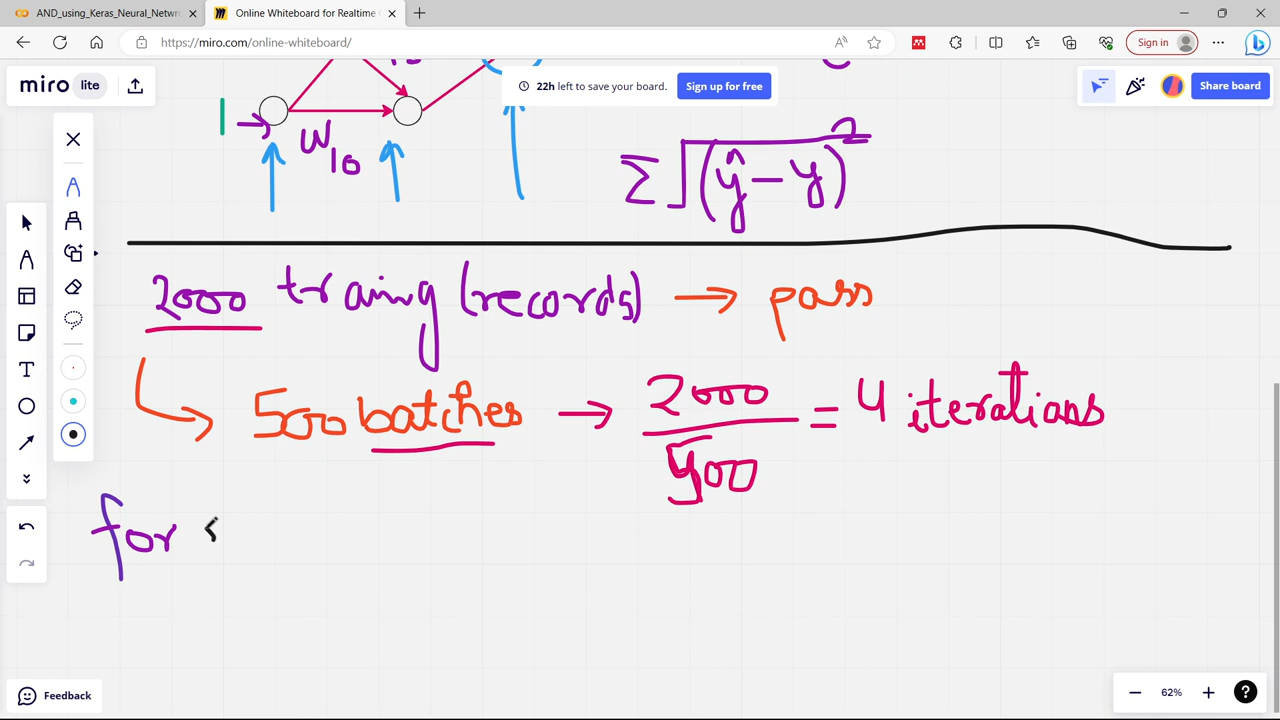 AND_using_Keras_Neural_Networ
Online Whiteboard for Realtime C
https://miro.com/online-whiteboard/
Sign in
miro lite
22h left to save your board.
Sign up for free
Share board
1
W10
Σ√(ŷ - y)²
2000 traing (records) → pass
500 batches → 2000/500 = 4 iterations
for
Feedback
62%